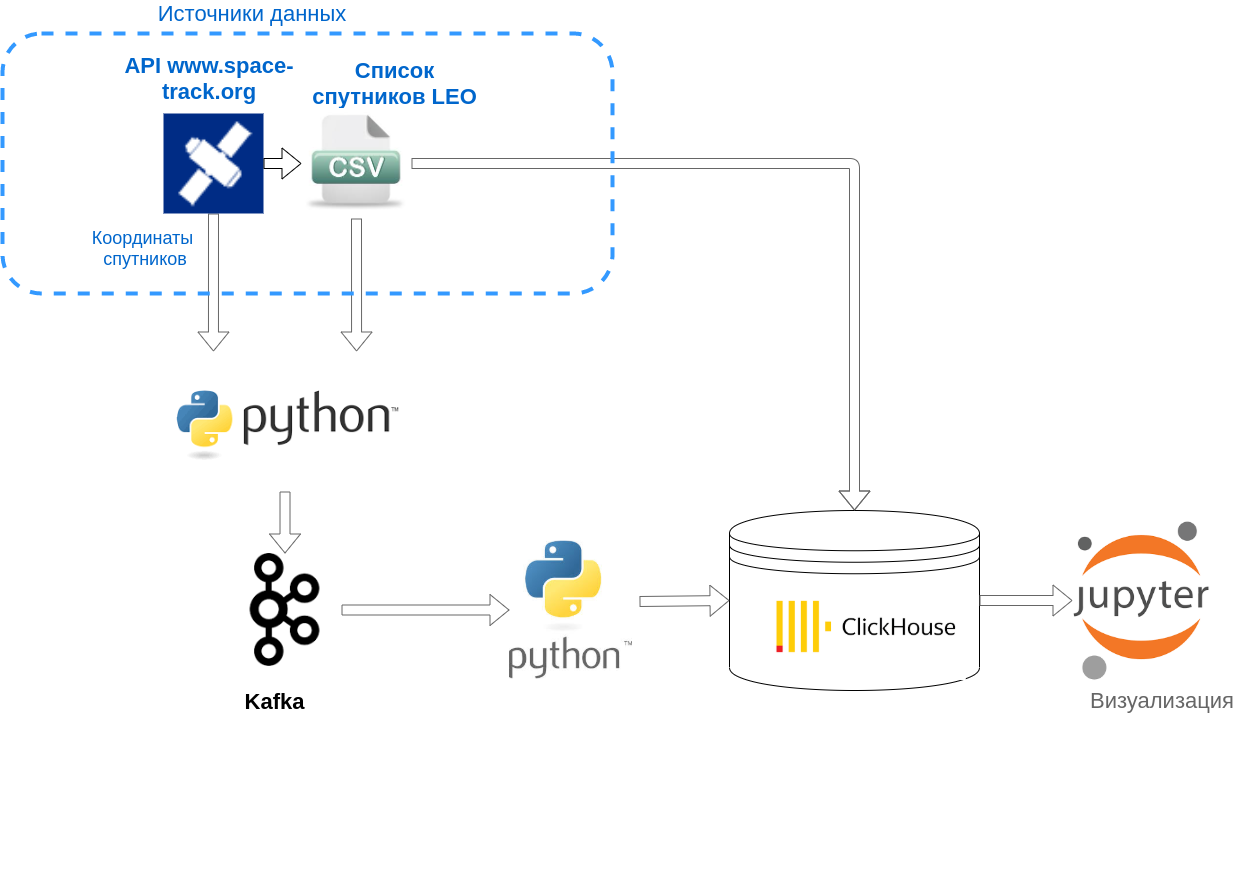 Источники данных
API www.space-
track.org
Список
спутников LEO
CSV
Координаты
спутников
python™
Kafka
python™
ClickHouse
jupyter
Визуализация